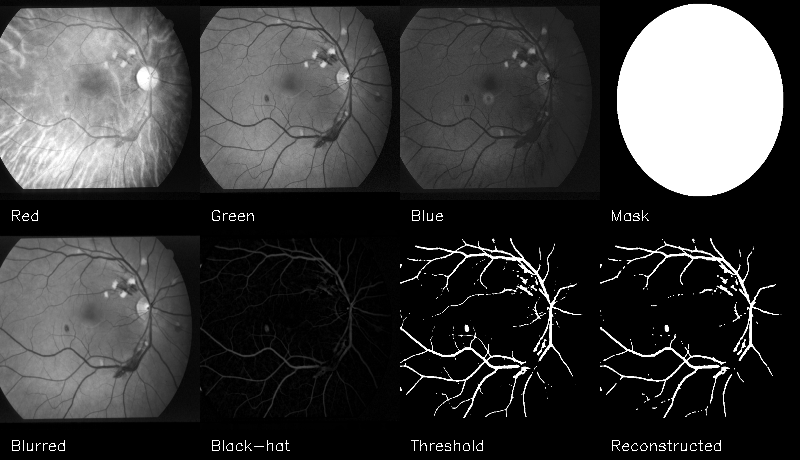 Red
Green
Blue
Mask
Blurred
Black-hat
Threshold
Reconstructed